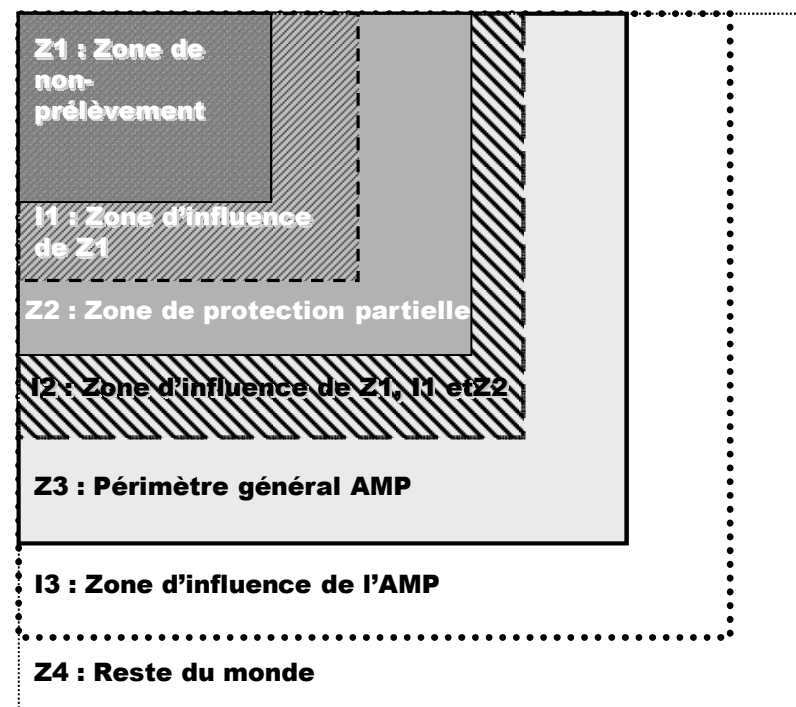 Z1 : Zone de
non-
prélèvement
I1 : Zone d’influence
de Z1
Z2 : Zone de protection partielle
I2 : Zone d’influence de Z1, I1 etZ2
Z3 : Périmètre général AMP
I3 : Zone d’influence de l’AMP
Z4 : Reste du monde